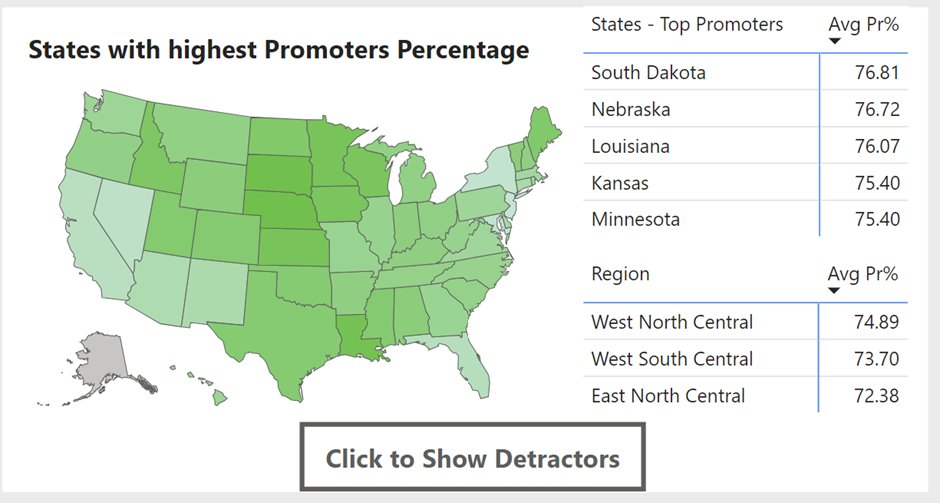 States with highest Promoters Percentage
States - Top Promoters Avg Pr%
South Dakota 76.81
Nebraska 76.72
Louisiana 76.07
Kansas 75.40
Minnesota 75.40
Region Avg Pr%
West North Central 74.89
West South Central 73.70
East North Central 72.38
Click to Show Detractors